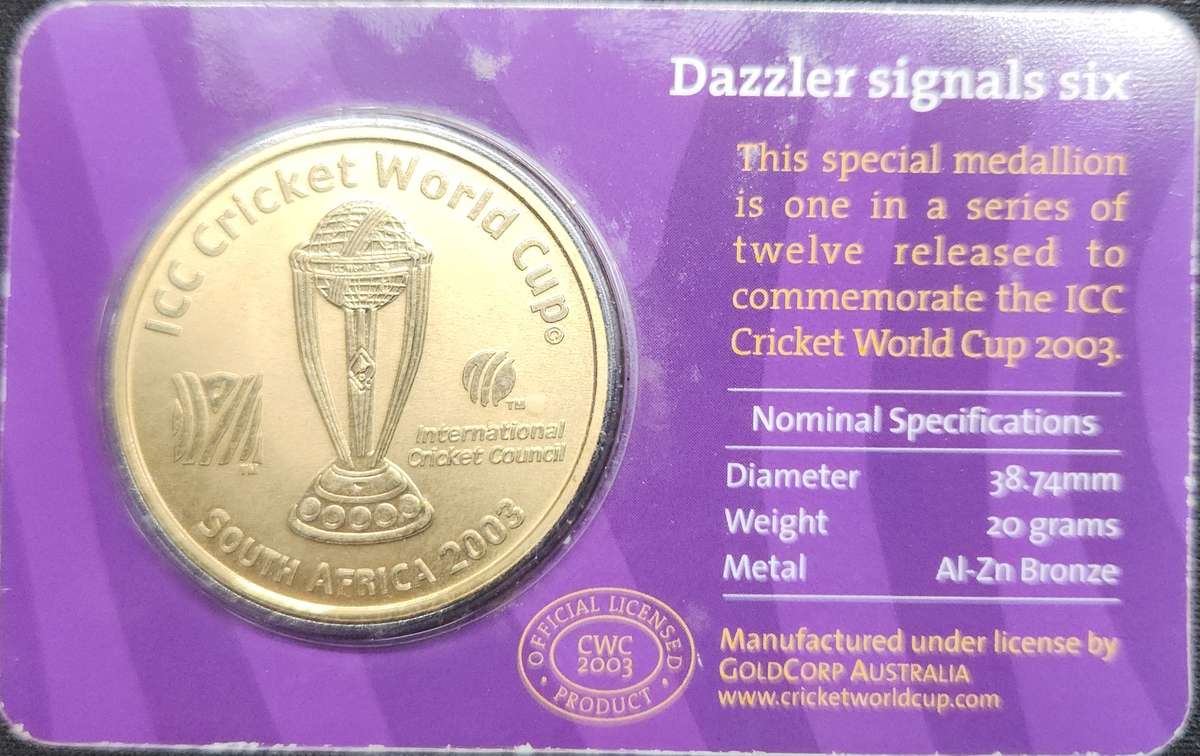 Dazzler signals six
This special medallion
is one in a series of
twelve released to
commemorate the ICC
Cricket World Cup 2003.
Nominal Specifications
Diameter 38.74mm
Weight 20 grams
Metal Al-Zn Bronze
Manufactured under license by
GOLDCORP AUSTRALIA
www.cricketworldcup.com
OFFICIAL LICENSED
CWC
2003
PRODUCT
ICC Cricket World Cup©
TM
International
Cricket Council
SOUTH AFRICA 2003